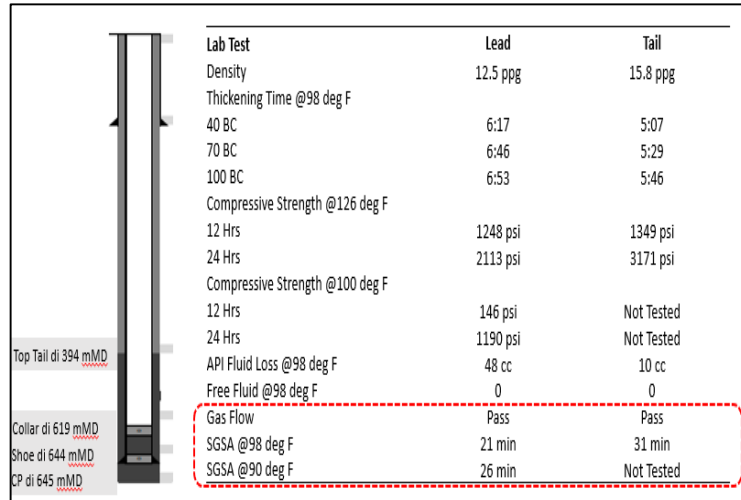 Lab Test Lead Tail
Density 12.5 ppg 15.8 ppg
Thickening Time @98 deg F
40 BC 6:17 5:07
70 BC 6:46 5:29
100 BC 6:53 5:46
Compressive Strength @126 deg F
12 Hrs 1248 psi 1349 psi
24 Hrs 2113 psi 3171 psi
Compressive Strength @100 deg F
12 Hrs 146 psi Not Tested
24 Hrs 1190 psi Not Tested
API Fluid Loss @98 deg F 48 cc 10 cc
Free Fluid @98 deg F 0 0
Gas Flow Pass Pass
SGSA @98 deg F 21 min 31 min
SGSA @90 deg F 26 min Not Tested
Top Tail di 394 mMD
Collar di 619 mMD
Shoe di 644 mMD
CP di 645 mMD